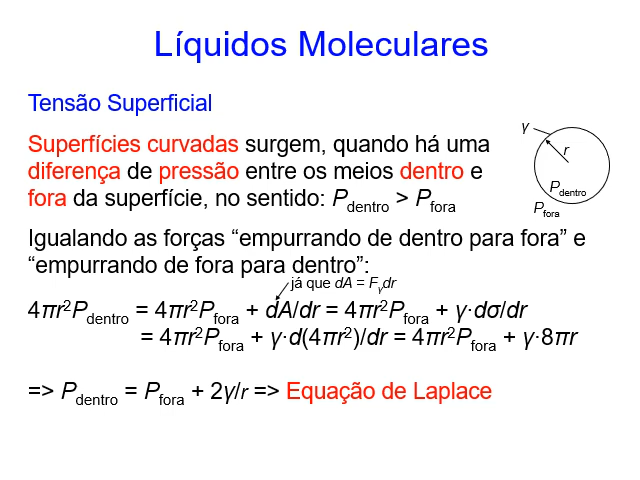 Líquidos Moleculares
Tensão Superficial
Superfícies curvadas surgem, quando há uma
diferença de pressão entre os meios dentro e
fora da superfície, no sentido: Pdentro > Pfora
γ
r
Pdentro
Pfora
Igualando as forças “empurrando de dentro para fora” e
“empurrando de fora para dentro”:
já que dA = Fγdr
4πr²Pdentro = 4πr²Pfora + dA/dr = 4πr²Pfora + γ·dσ/dr
= 4πr²Pfora + γ·d(4πr²)/dr = 4πr²Pfora + γ·8πr
=> Pdentro = Pfora + 2γ/r => Equação de Laplace